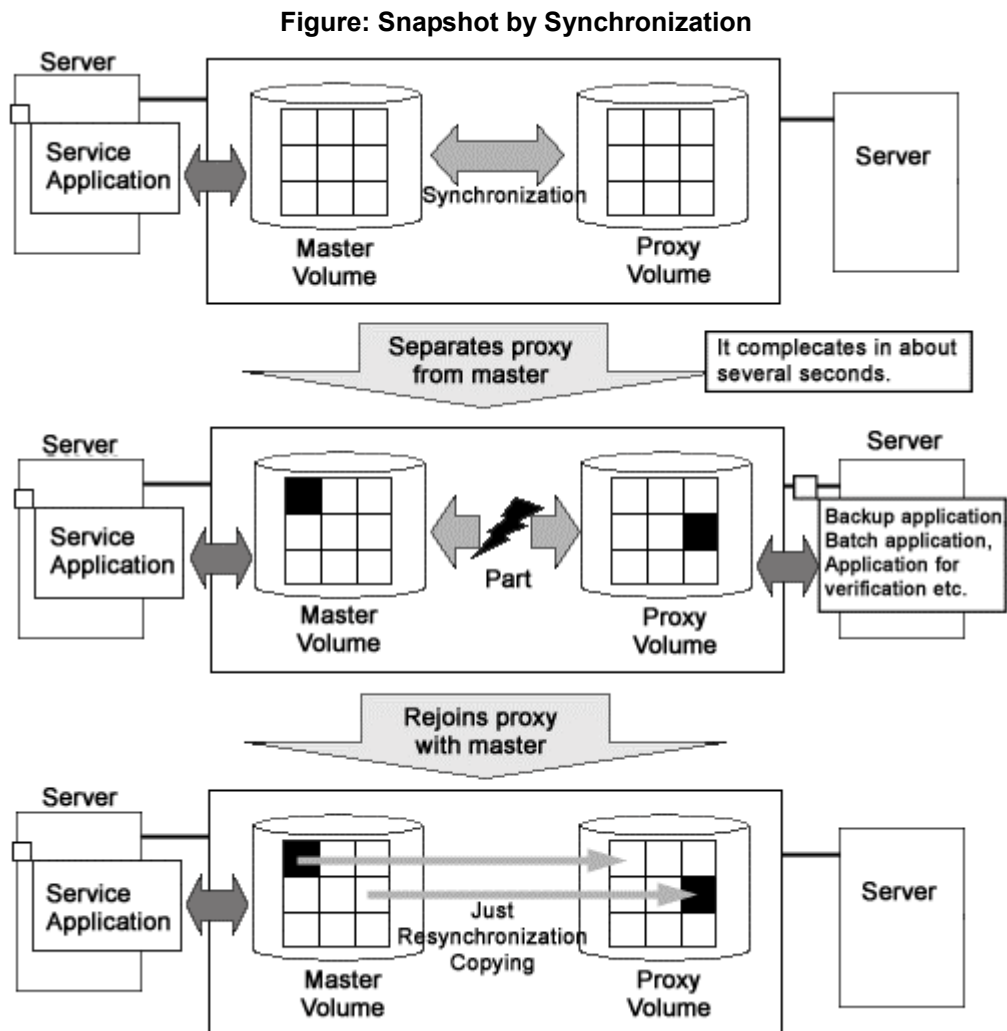 Figure: Snapshot by Synchronization
Server
Service
Application
Master
Volume
Synchronization
Proxy
Volume
Server
Separates proxy
from master
It complecates in about
several seconds.
Server
Service
Application
Master
Volume
Part
Proxy
Volume
Server
Backup application,
Batch application,
Application for
verification etc.
Rejoins proxy
with master
Server
Service
Application
Master
Volume
Just
Resynchronization
Copying
Proxy
Volume
Server